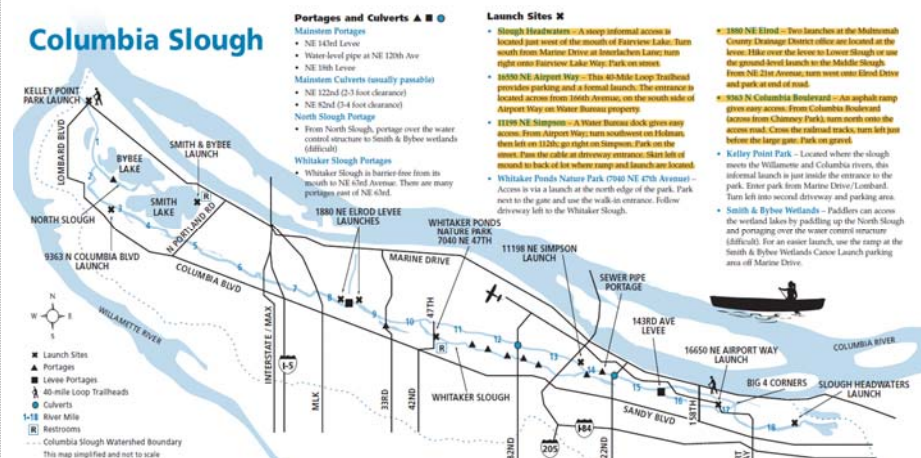 Columbia Slough
Portages and Culverts
Mainstem Portages
• NE 143rd Levee
• Water-level pipe at NE 120th Ave
• NE 18th Levee
Mainstem Culverts (usually passable)
• NE 122nd (2-3 foot clearance)
• NE 82nd (3-4 foot clearance)
North Slough Portage
• From North Slough, portage over the water
control structure to Smith & Bybee wetlands
(difficult)
Whitaker Slough Portages
• Whitaker Slough is barrier-free from its
mouth to NE 63rd Avenue. There are many
portages east of NE 63rd.
Launch Sites
• Slough Headwaters – A steep informal access is
located just west of the mouth of Fairview Lake. Turn
south from Marine Drive at Interlachen Lane; turn
right onto Fairview Lake Way. Park on street.
• 16550 NE Airport Way – This 40-Mile Loop Trailhead
provides parking and a formal launch. The entrance is
located across from 166th Avenue, on the south side of
Airport Way on Water Bureau property.
• 11198 NE Simpson – A Water Bureau dock gives easy
access. From Airport Way; turn southwest on Holman,
then left on 112th; go right on Simpson. Park on the
street. Pass the cable at driveway entrance. Skirt left of
mound to back of lot where ramp and launch are located.
• Whitaker Ponds Nature Park (7040 NE 47th Avenue) –
Access is via a launch at the north edge of the park. Park
next to the gate and use the walk-in entrance. Follow
driveway left to the Whitaker Slough.
• 1880 NE Elrod – Two launches at the Multnomah
County Drainage District office are located at the
levee. Hike over the levee to Lower Slough or use
the ground-level launch to the Middle Slough.
From NE 21st Avenue, turn west onto Elrod Drive
and park at end of road.
• 9363 N Columbia Boulevard – An asphalt ramp
gives easy access. From Columbia Boulevard
(across from Chimney Park), turn north onto the
access road. Cross the railroad tracks, turn left just
before the large gate. Park on gravel.
• Kelley Point Park – Located where the slough
meets the Willamette and Columbia rivers, this
informal launch is just inside the entrance to the
park. Enter park from Marine Drive/Lombard.
Turn left into second driveway and parking area.
• Smith & Bybee Wetlands – Paddlers can access
the wetland lakes by paddling up the North Slough
and portaging over the water control structure
(difficult). For an easier launch, use the ramp at the
Smith & Bybee Wetlands Canoe Launch parking
area off Marine Drive.
KELLEY POINT
PARK LAUNCH
LOMBARD BLVD
1
2
BYBEE
LAKE
SMITH & BYBEE
LAUNCH
R
SMITH
LAKE
NORTH SLOUGH
3
4
5
N PORTLAND RD
9363 N COLUMBIA BLVD
LAUNCH
COLUMBIA BLVD
6
7
8
9
10
11
12
13
14
15
16
17
18
1880 NE ELROD LEVEE
LAUNCHES
MARINE DRIVE
WHITAKER PONDS
NATURE PARK
7040 NE 47TH
47TH
R
11198 NE SIMPSON
LAUNCH
SEWER PIPE
PORTAGE
143RD AVE
LEVEE
16650 NE AIRPORT WAY
LAUNCH
BIG 4 CORNERS
SLOUGH HEADWATERS
LAUNCH
COLUMBIA RIVER
WILLAMETTE RIVER
INTERSTATE / MAX
I-5
MLK
33RD
42ND
WHITAKER SLOUGH
82ND
205
I-84
SANDY BLVD
158TH
N
W
E
S
Launch Sites
Portages
Levee Portages
40-mile Loop Trailheads
Culverts
1-18 River Mile
R Restrooms
Columbia Slough Watershed Boundary
This map simplified and not to scale